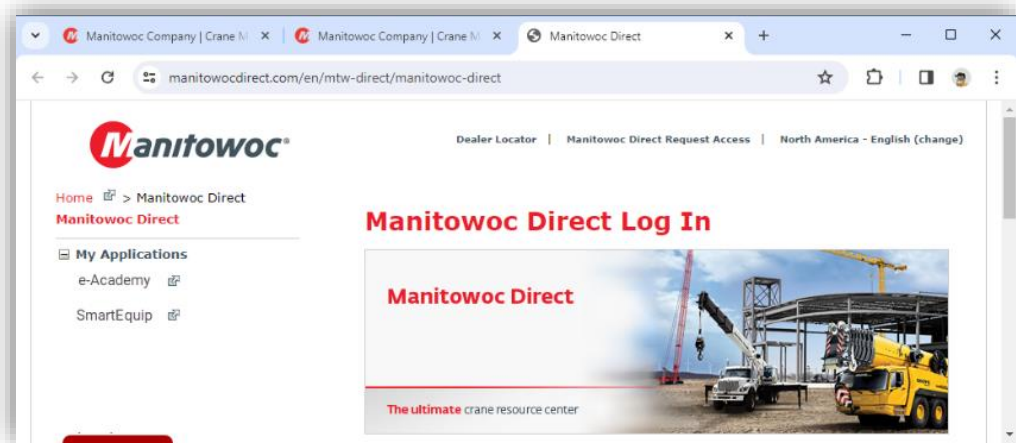 Manitowoc Company | Crane M
Manitowoc Company | Crane M
Manitowoc Direct
manitowocdirect.com/en/mtw-direct/manitowoc-direct
Manitowoc
Dealer Locator | Manitowoc Direct Request Access | North America - English (change)
Home > Manitowoc Direct
Manitowoc Direct
My Applications
e-Academy
SmartEquip
Manitowoc Direct Log In
Manitowoc Direct
The ultimate crane resource center